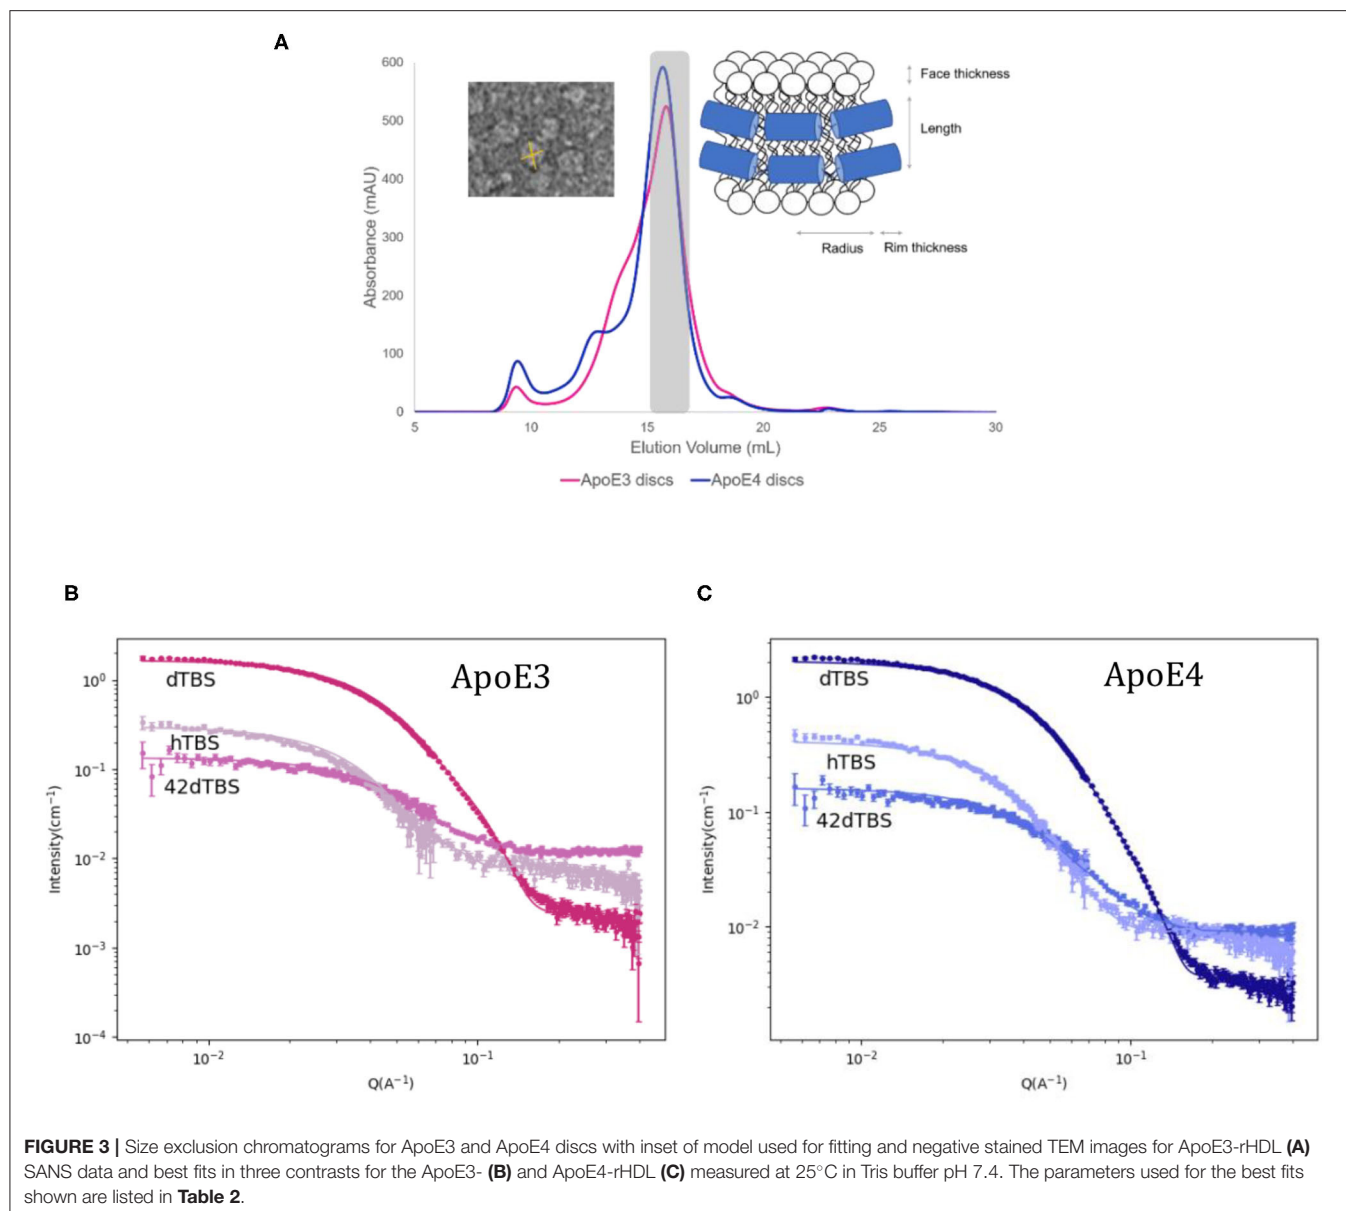 A
600
500
400
300
200
100
0
Absorbance (mAU)
5 10 15 20 25 30
Elution Volume (mL)
ApoE3 discs ApoE4 discs
Face thickness
Length
Radius Rim thickness
B
ApoE3
dTBS
hTBS
42dTBS
10⁰
10⁻¹
10⁻²
10⁻³
10⁻⁴
Intensity(cm⁻¹)
10⁻² 10⁻¹
Q(A⁻¹)
C
ApoE4
dTBS
hTBS
42dTBS
10⁰
10⁻¹
10⁻²
Intensity(cm⁻¹)
10⁻² 10⁻¹
Q(A⁻¹)
FIGURE 3 | Size exclusion chromatograms for ApoE3 and ApoE4 discs with inset of model used for fitting and negative stained TEM images for ApoE3-rHDL (A)
SANS data and best fits in three contrasts for the ApoE3- (B) and ApoE4-rHDL (C) measured at 25°C in Tris buffer pH 7.4. The parameters used for the best fits
shown are listed in Table 2.